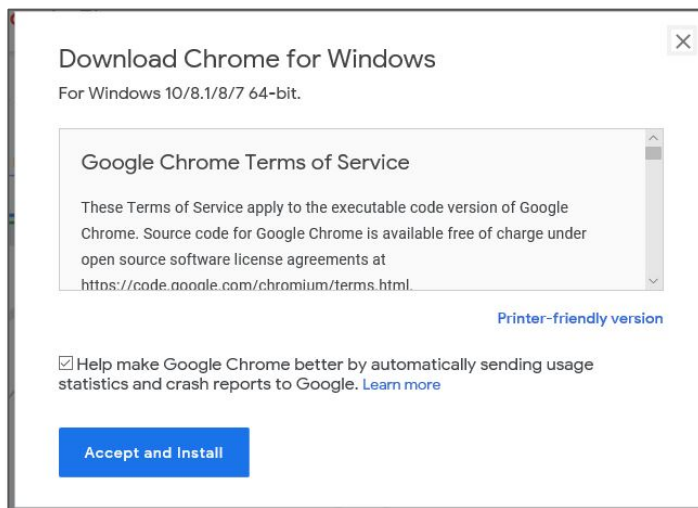 Download Chrome for Windows
For Windows 10/8.1/8/7 64-bit.
Google Chrome Terms of Service
These Terms of Service apply to the executable code version of Google
Chrome. Source code for Google Chrome is available free of charge under
open source software license agreements at
https://code.google.com/chromium/terms.html.
Printer-friendly version
Help make Google Chrome better by automatically sending usage
statistics and crash reports to Google. Learn more
Accept and Install